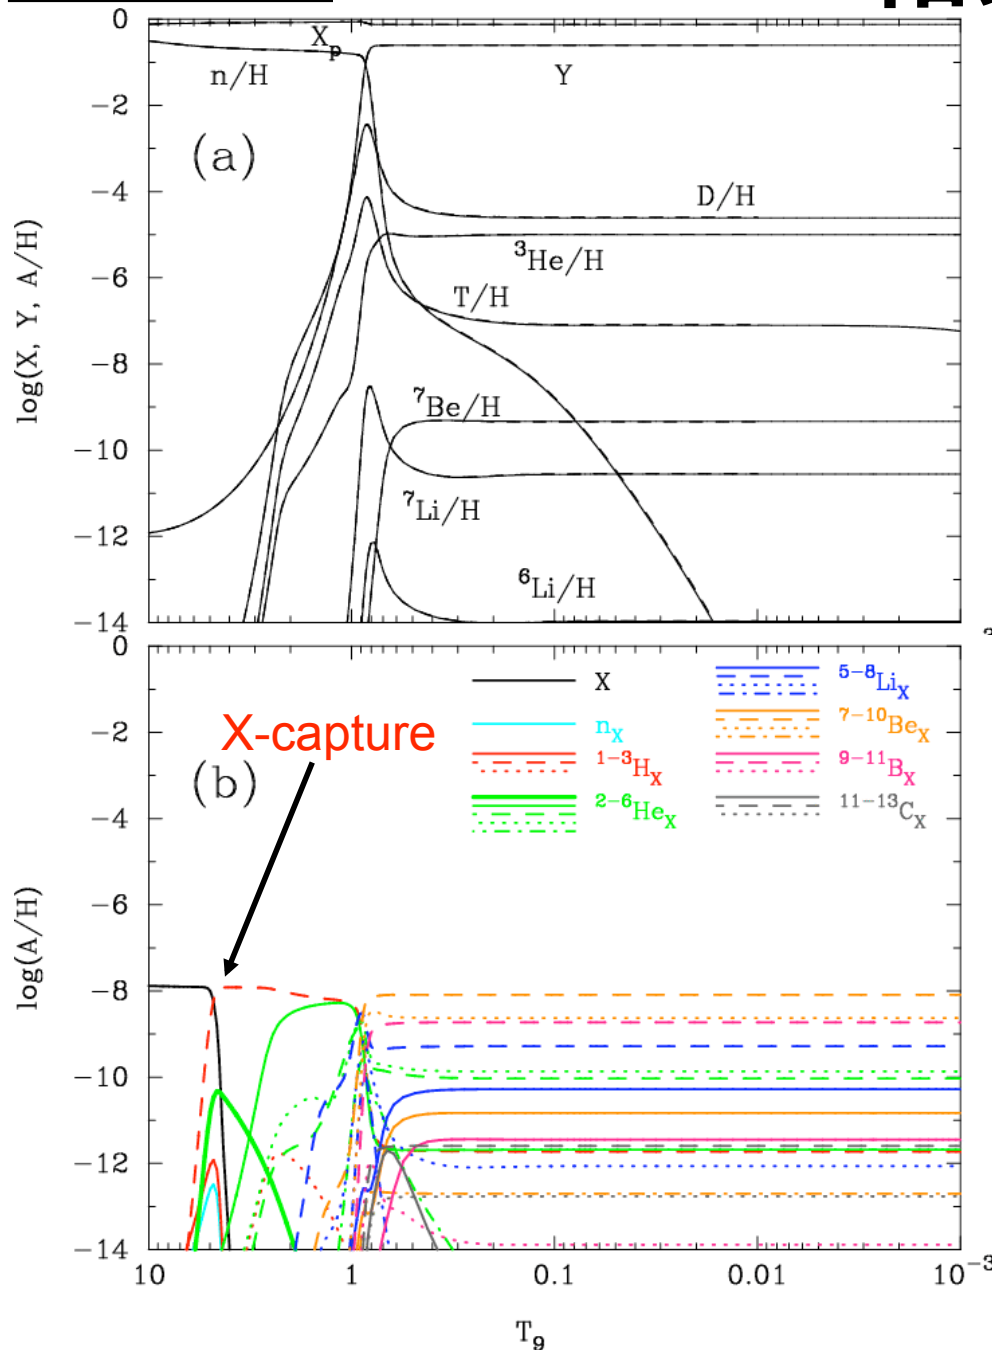 0
X_p
n/H
Y
−2
(a)
log(X, Y, A/H)
−4
D/H
³He/H
−6
T/H
−8
⁷Be/H
−10
⁷Li/H
−12
⁶Li/H
−14
0
X
5−8Li_X
−2
X-capture
n_X
7−10Be_X
(b)
1−3H_X
9−11B_X
−4
2−6He_X
11−13C_X
−6
log(A/H)
−8
−10
−12
−14
10 1 0.1 0.01 10⁻³
T₉